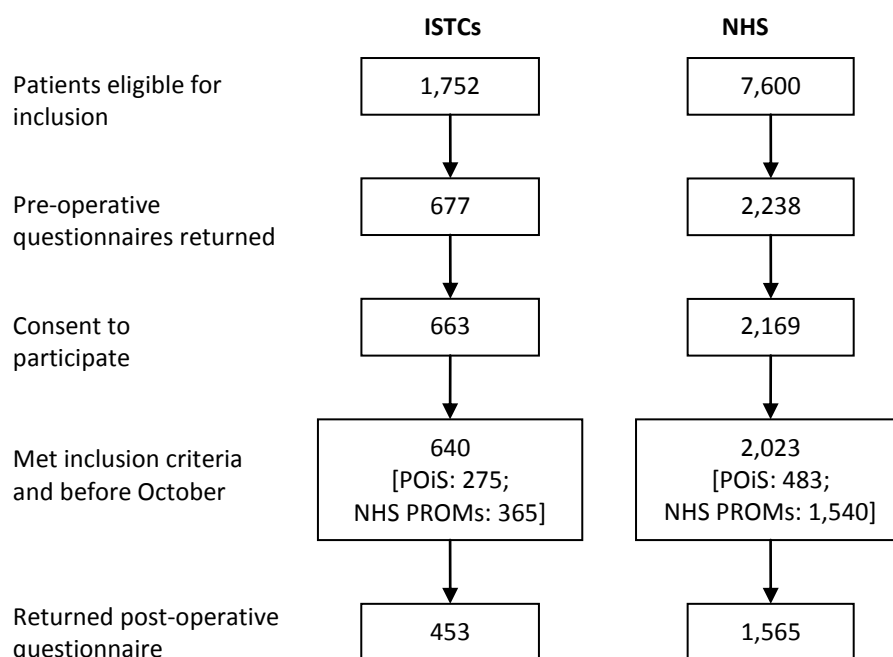 ISTCs NHS
Patients eligible for
inclusion
1,752
7,600
Pre-operative
questionnaires returned
677
2,238
Consent to
participate
663
2,169
Met inclusion criteria
and before October
640
[POiS: 275;
NHS PROMs: 365]
2,023
[POiS: 483;
NHS PROMs: 1,540]
Returned post-operative
questionnaire
453
1,565